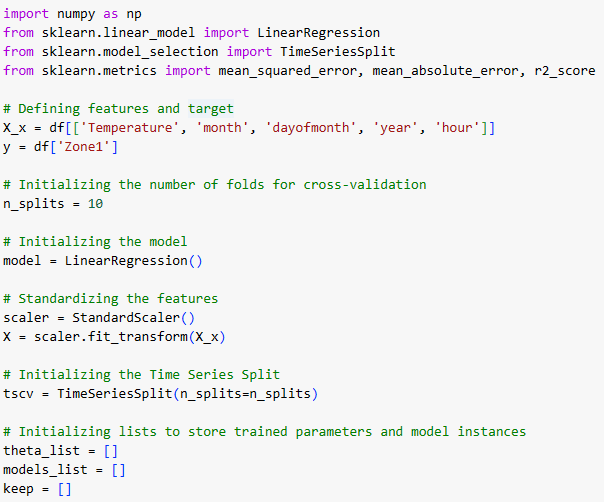 import numpy as np
from sklearn.linear_model import LinearRegression
from sklearn.model_selection import TimeSeriesSplit
from sklearn.metrics import mean_squared_error, mean_absolute_error, r2_score
# Defining features and target
X_x = df[['Temperature', 'month', 'dayofmonth', 'year', 'hour']]
y = df['Zone1']
# Initializing the number of folds for cross-validation
n_splits = 10
# Initializing the model
model = LinearRegression()
# Standardizing the features
scaler = StandardScaler()
X = scaler.fit_transform(X_x)
# Initializing the Time Series Split
tscv = TimeSeriesSplit(n_splits=n_splits)
# Initializing lists to store trained parameters and model instances
theta_list = []
models_list = []
keep = []